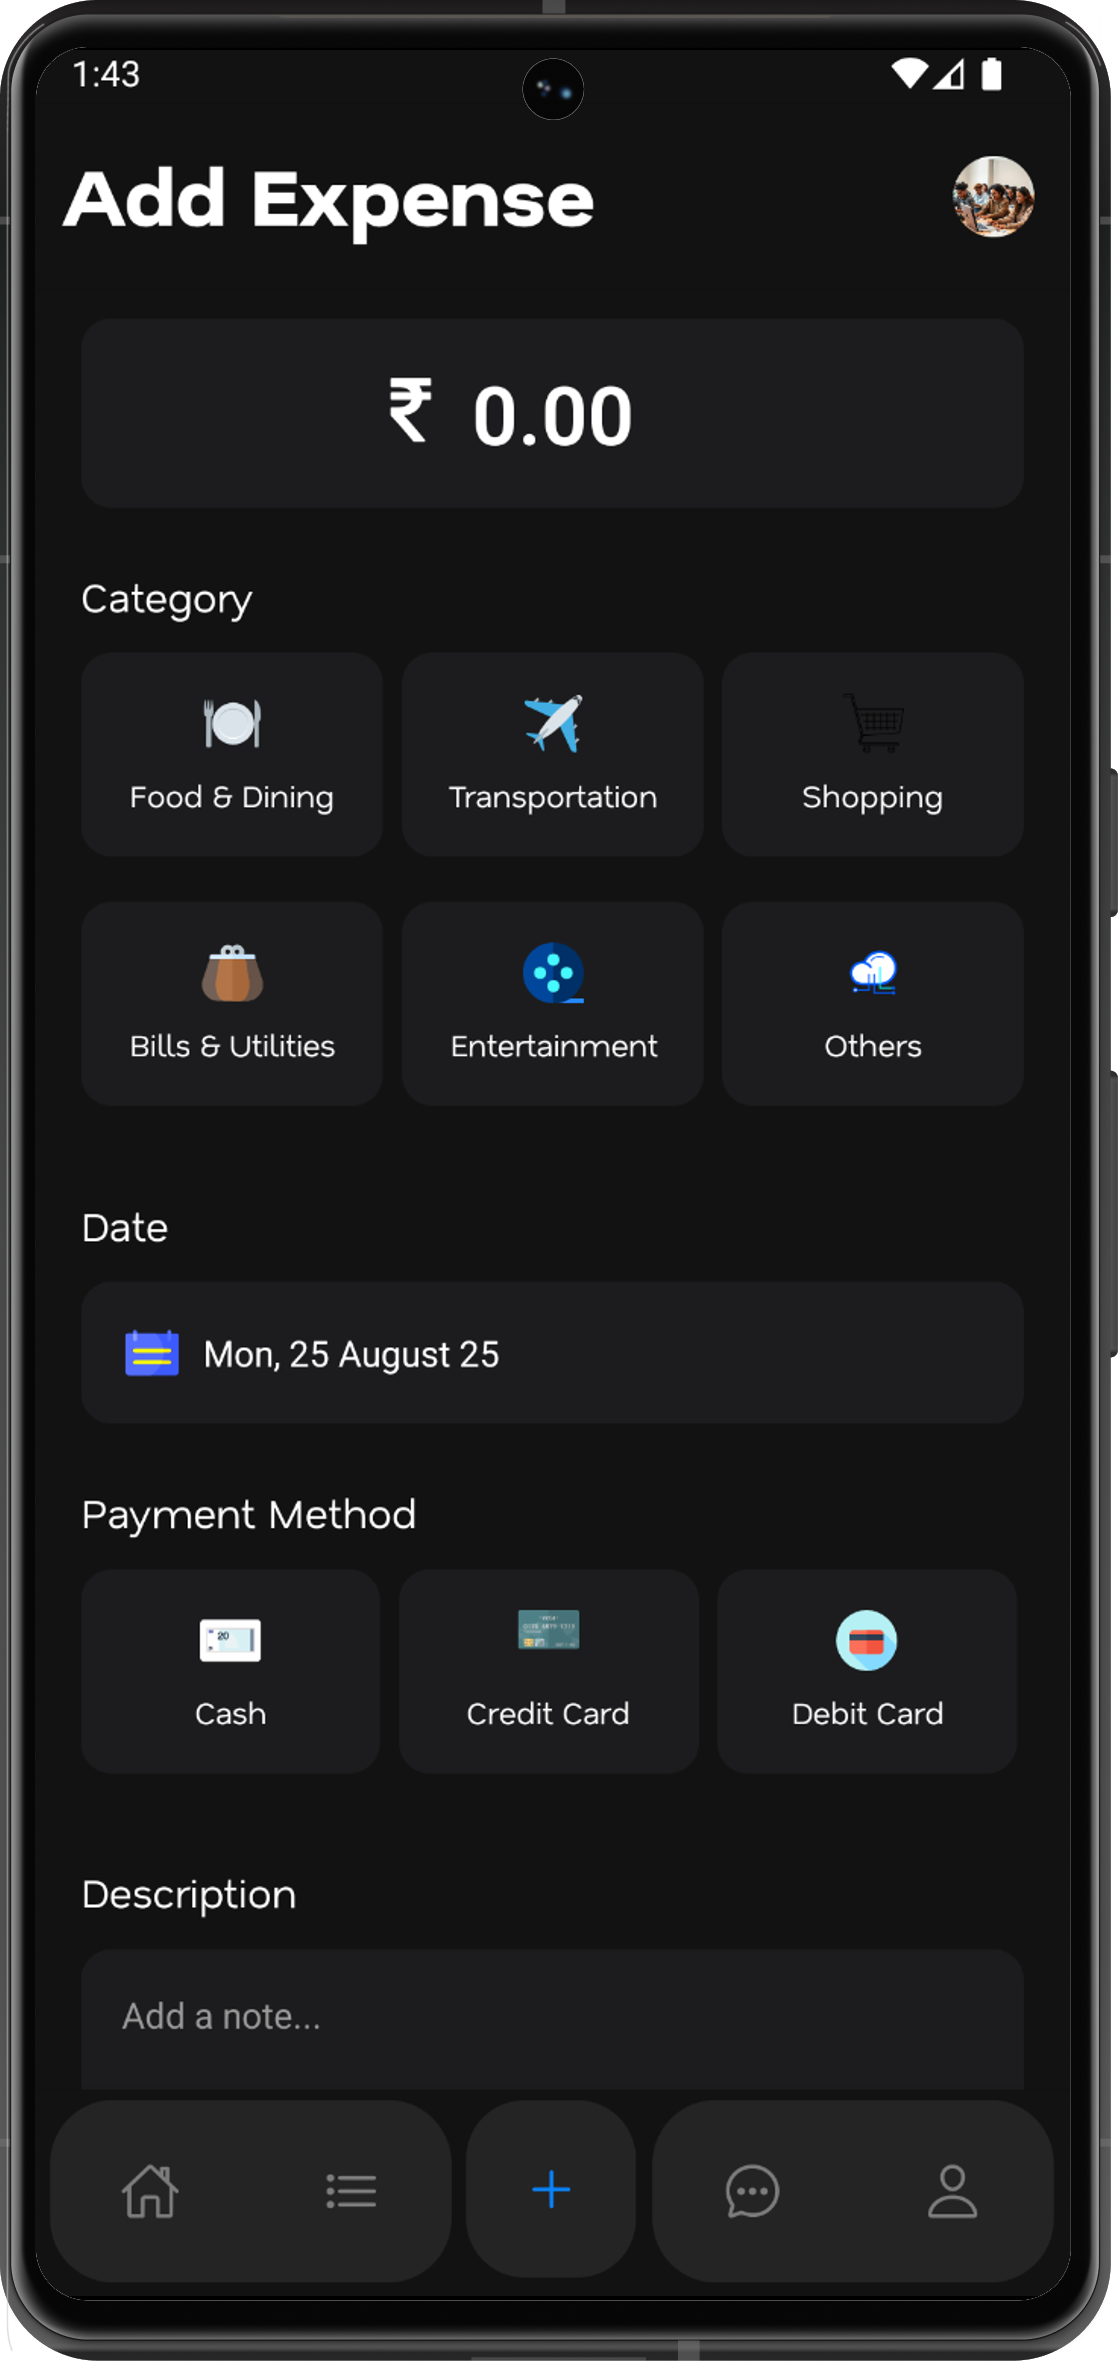 1:43
Add Expense
₹ 0.00
Category
Food & Dining
Transportation
Shopping
Bills & Utilities
Entertainment
Others
Date
Mon, 25 August 25
Payment Method
20
Cash
Credit Card
Debit Card
Description
Add a note...